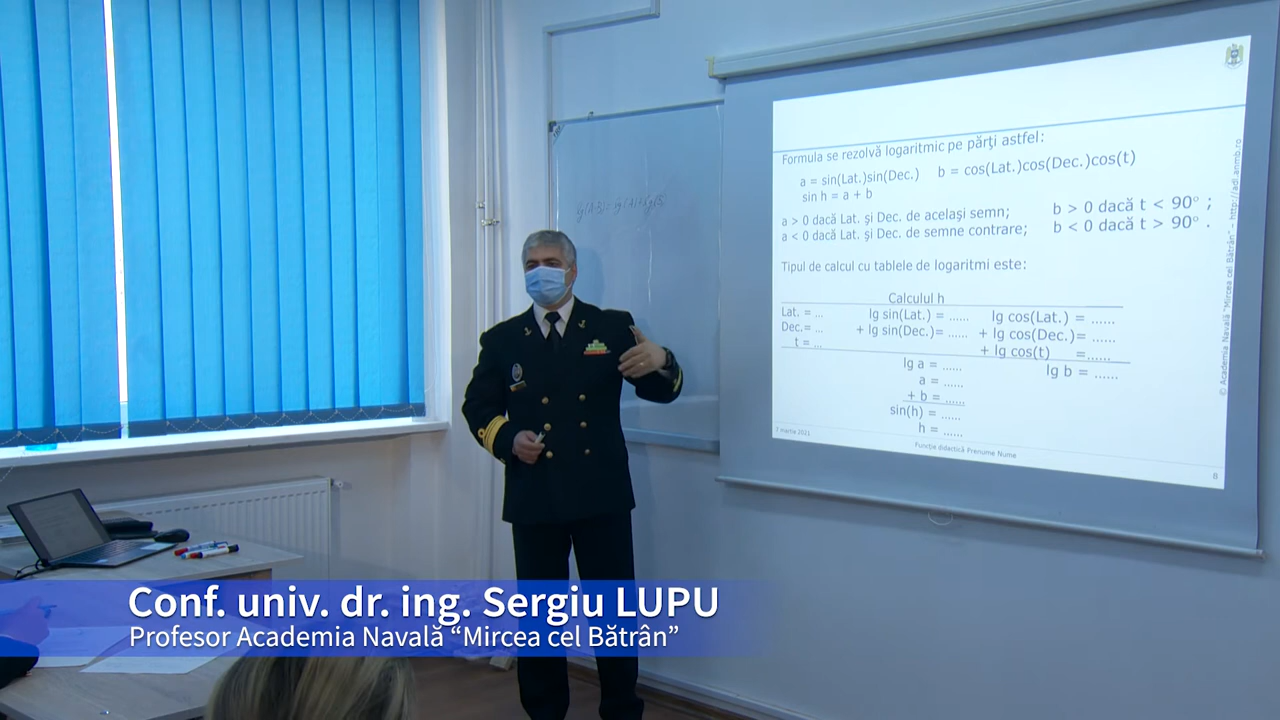 Formula se rezolvă logaritmic pe părţi astfel:
a = sin(Lat.)sin(Dec.) b = cos(Lat.)cos(Dec.)cos(t)
sin h = a + b
a > 0 dacă Lat. şi Dec. de acelaşi semn; b > 0 dacă t < 90° ;
a < 0 dacă Lat. şi Dec. de semne contrare; b < 0 dacă t > 90° .
Tipul de calcul cu tablele de logaritmi este:
Calculul h
Lat. = ... lg sin(Lat.) = ...... lg cos(Lat.) = ......
Dec.= ... + lg sin(Dec.)= ...... + lg cos(Dec.)= ......
t = ... + lg cos(t) =......
lg a = ...... lg b = ......
a = ......
+ b = ......
sin(h) = ......
h = ......
7 martie 2021
Funcţie didactică Prenume Nume
8
© Academia Navală "Mircea cel Bătrân" – http://adl.anmb.ro
Conf. univ. dr. ing. Sergiu LUPU
Profesor Academia Navală “Mircea cel Bătrân”